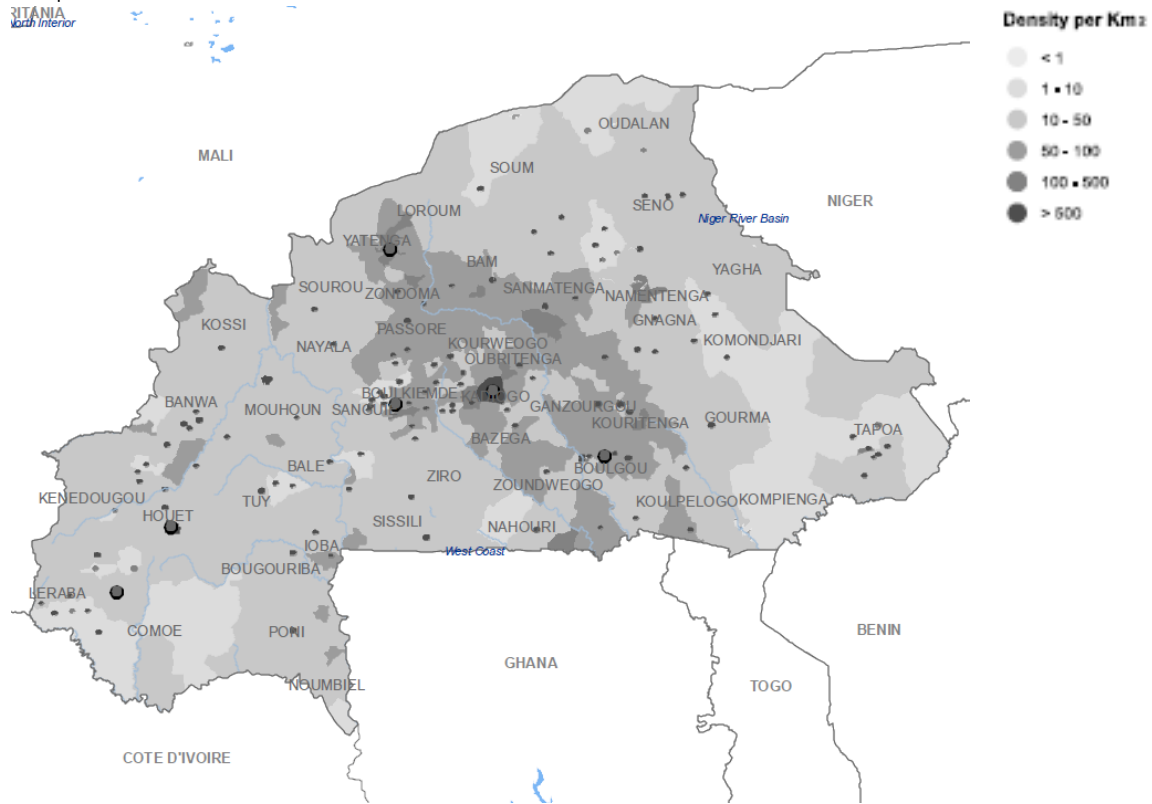 RITANIA
North Interior
Density per Km2
< 1
1 - 10
10 - 50
50 - 100
100 - 500
> 500
OUDALAN
MALI
SOUM
NIGER
SENO
LOROUM
Niger River Basin
YATENGA
BAM
YAGHA
SOUROU
ZONDOMA
SANMATENGA
NAMENTENGA
GNAGNA
KOSSI
PASSORE
NAYALA
KOURWEOGO
KOMONDJARI
OUBRITENGA
BOULKIEMDE
BANWA
MOUHOUN
SANGUIE
GANZOURGOU
KOURITENGA
GOURMA
TAPOA
BAZEGA
BALE
ZIRO
BOULGOU
ZOUNDWEOGO
KENEDOUGOU
TUY
KOULPELOGO
KOMPIENGA
HOUET
SISSILI
NAHOURI
IOBA
West Coast
BOUGOURIBA
LERABA
COMOE
PONI
BENIN
GHANA
NOUMBIEL
TOGO
COTE D'IVOIRE